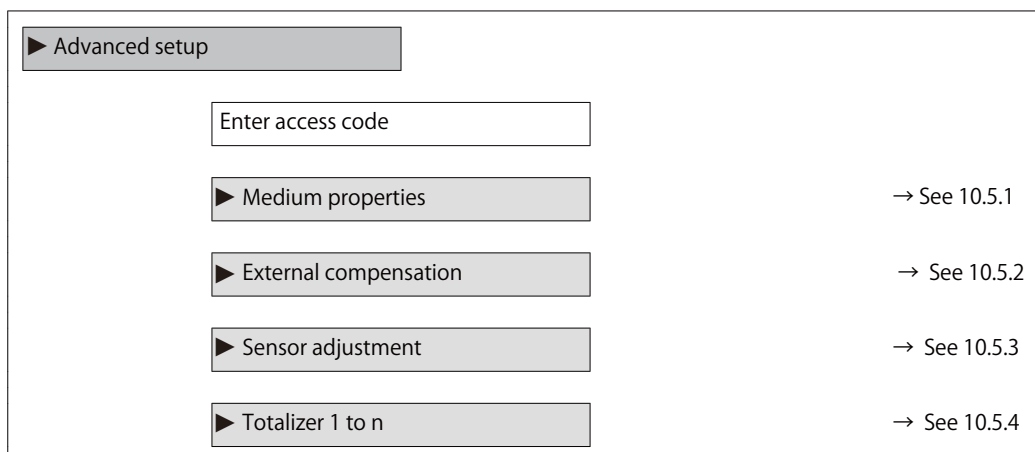 ▶ Advanced setup
Enter access code
▶ Medium properties → See 10.5.1
▶ External compensation → See 10.5.2
▶ Sensor adjustment → See 10.5.3
▶ Totalizer 1 to n → See 10.5.4